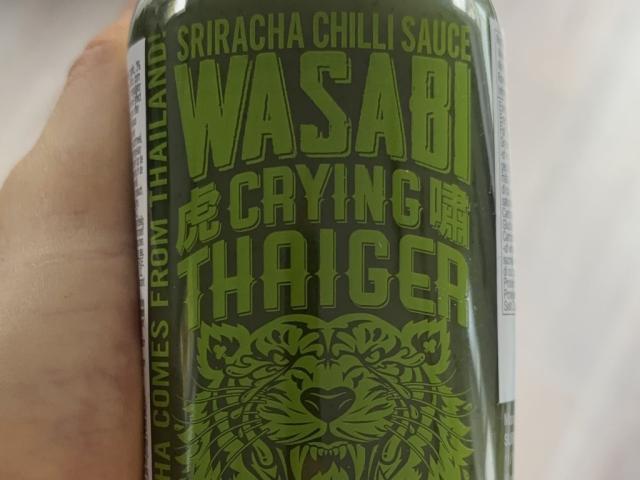 SRIRACHA CHILLI SAUCE
WASABI
虎 CRYING 嘯
THAIGER
HA COMES FROM THAILAND!